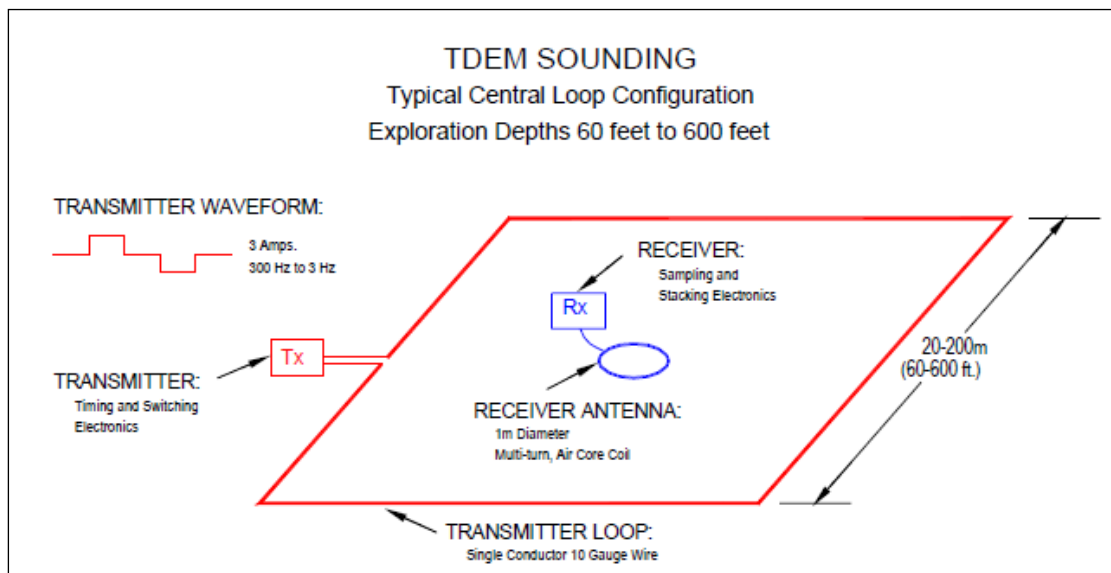 TDEM SOUNDING
Typical Central Loop Configuration
Exploration Depths 60 feet to 600 feet
TRANSMITTER WAVEFORM:
3 Amps.
300 Hz to 3 Hz
RECEIVER:
Sampling and
Stacking Electronics
Rx
Tx
20-200m
(60-600 ft.)
TRANSMITTER:
Timing and Switching
Electronics
RECEIVER ANTENNA:
1m Diameter
Multi-turn, Air Core Coil
TRANSMITTER LOOP:
Single Conductor 10 Gauge Wire